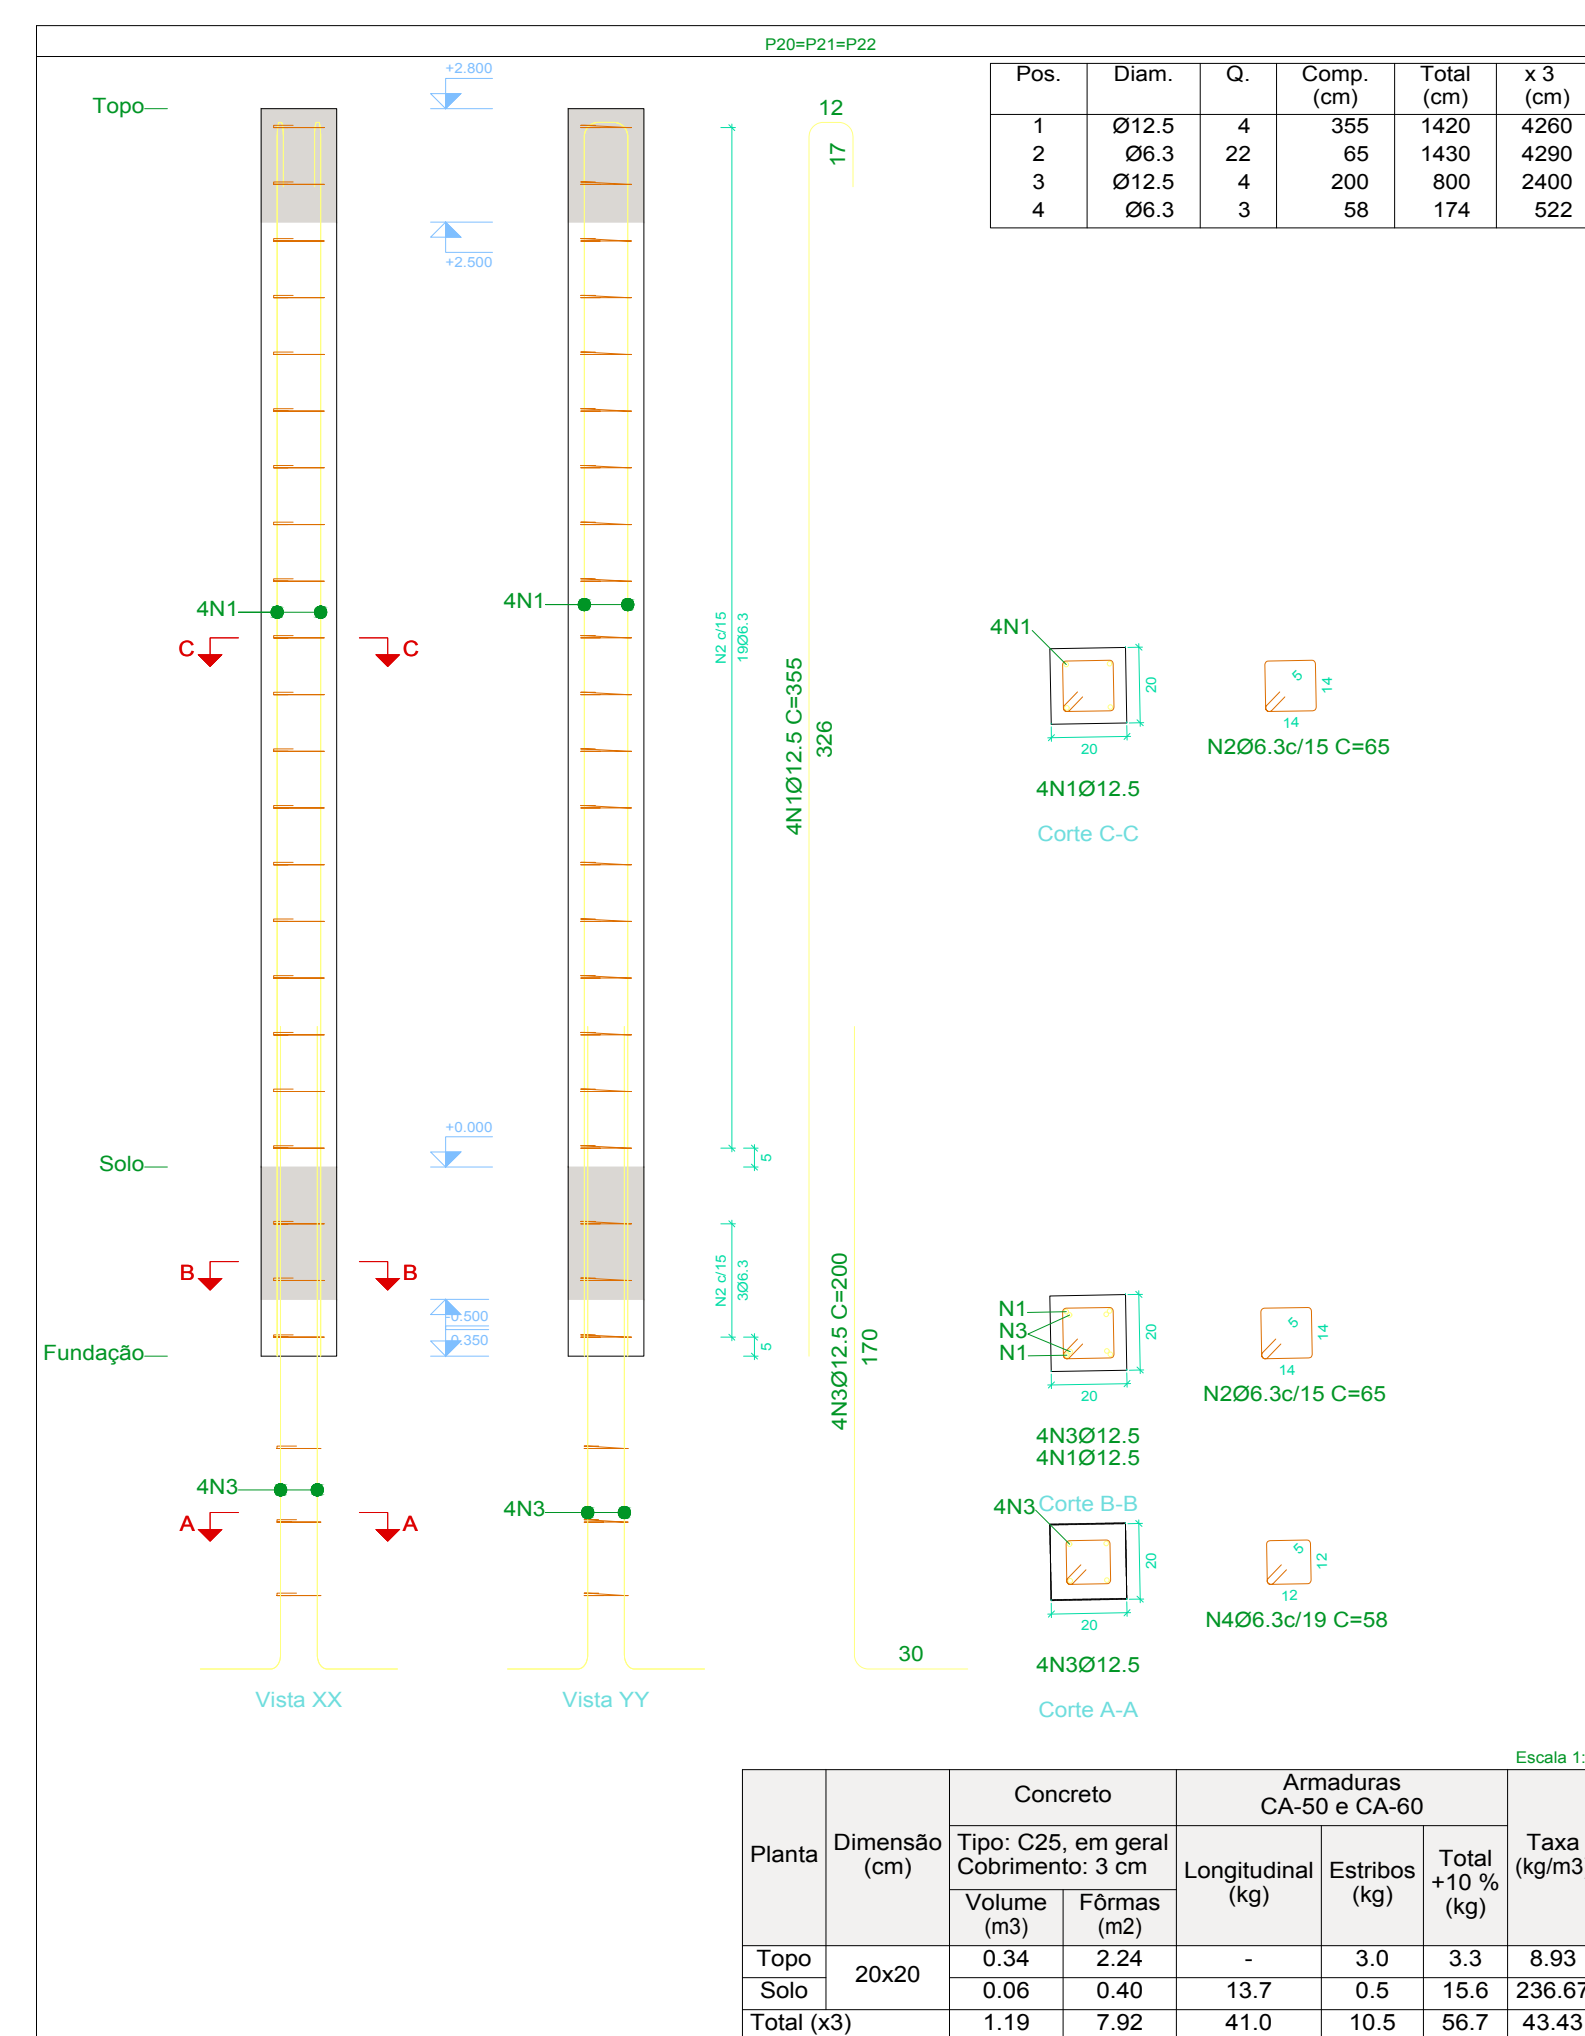 P20=P21=P22
Pos. Diam. Q. Comp. (cm) Total (cm) x 3 (cm)
1 Ø12.5 4 355 1420 4260
2 Ø6.3 22 65 1430 4290
3 Ø12.5 4 200 800 2400
4 Ø6.3 3 58 174 522
+2.800
Topo
12
17
+2.500
4N1
4N1
C
C
N2 c/15
19Ø6.3
4N1Ø12.5 C=355
326
4N1
20
20
4N1Ø12.5
Corte C-C
5
14
14
N2Ø6.3c/15 C=65
+0.000
Solo
5
B
B
N2 c/15
3Ø6.3
-0.500
-0.350
Fundação
5
4N3Ø12.5 C=200
170
N1
N3
N1
20
20
4N3Ø12.5
4N1Ø12.5
Corte B-B
5
14
14
N2Ø6.3c/15 C=65
4N3
4N3
A
A
4N3
20
20
4N3Ø12.5
Corte A-A
5
12
12
N4Ø6.3c/19 C=58
30
Vista XX
Vista YY
Escala 1:
Planta
Dimensão
(cm)
Concreto
Tipo: C25, em geral
Cobrimento: 3 cm
Volume
(m3)
Fôrmas
(m2)
Armaduras
CA-50 e CA-60
Longitudinal
(kg)
Estribos
(kg)
Total
+10 %
(kg)
Taxa
(kg/m3
Topo 20x20 0.34 2.24 - 3.0 3.3 8.93
Solo 0.06 0.40 13.7 0.5 15.6 236.67
Total (x3) 1.19 7.92 41.0 10.5 56.7 43.43